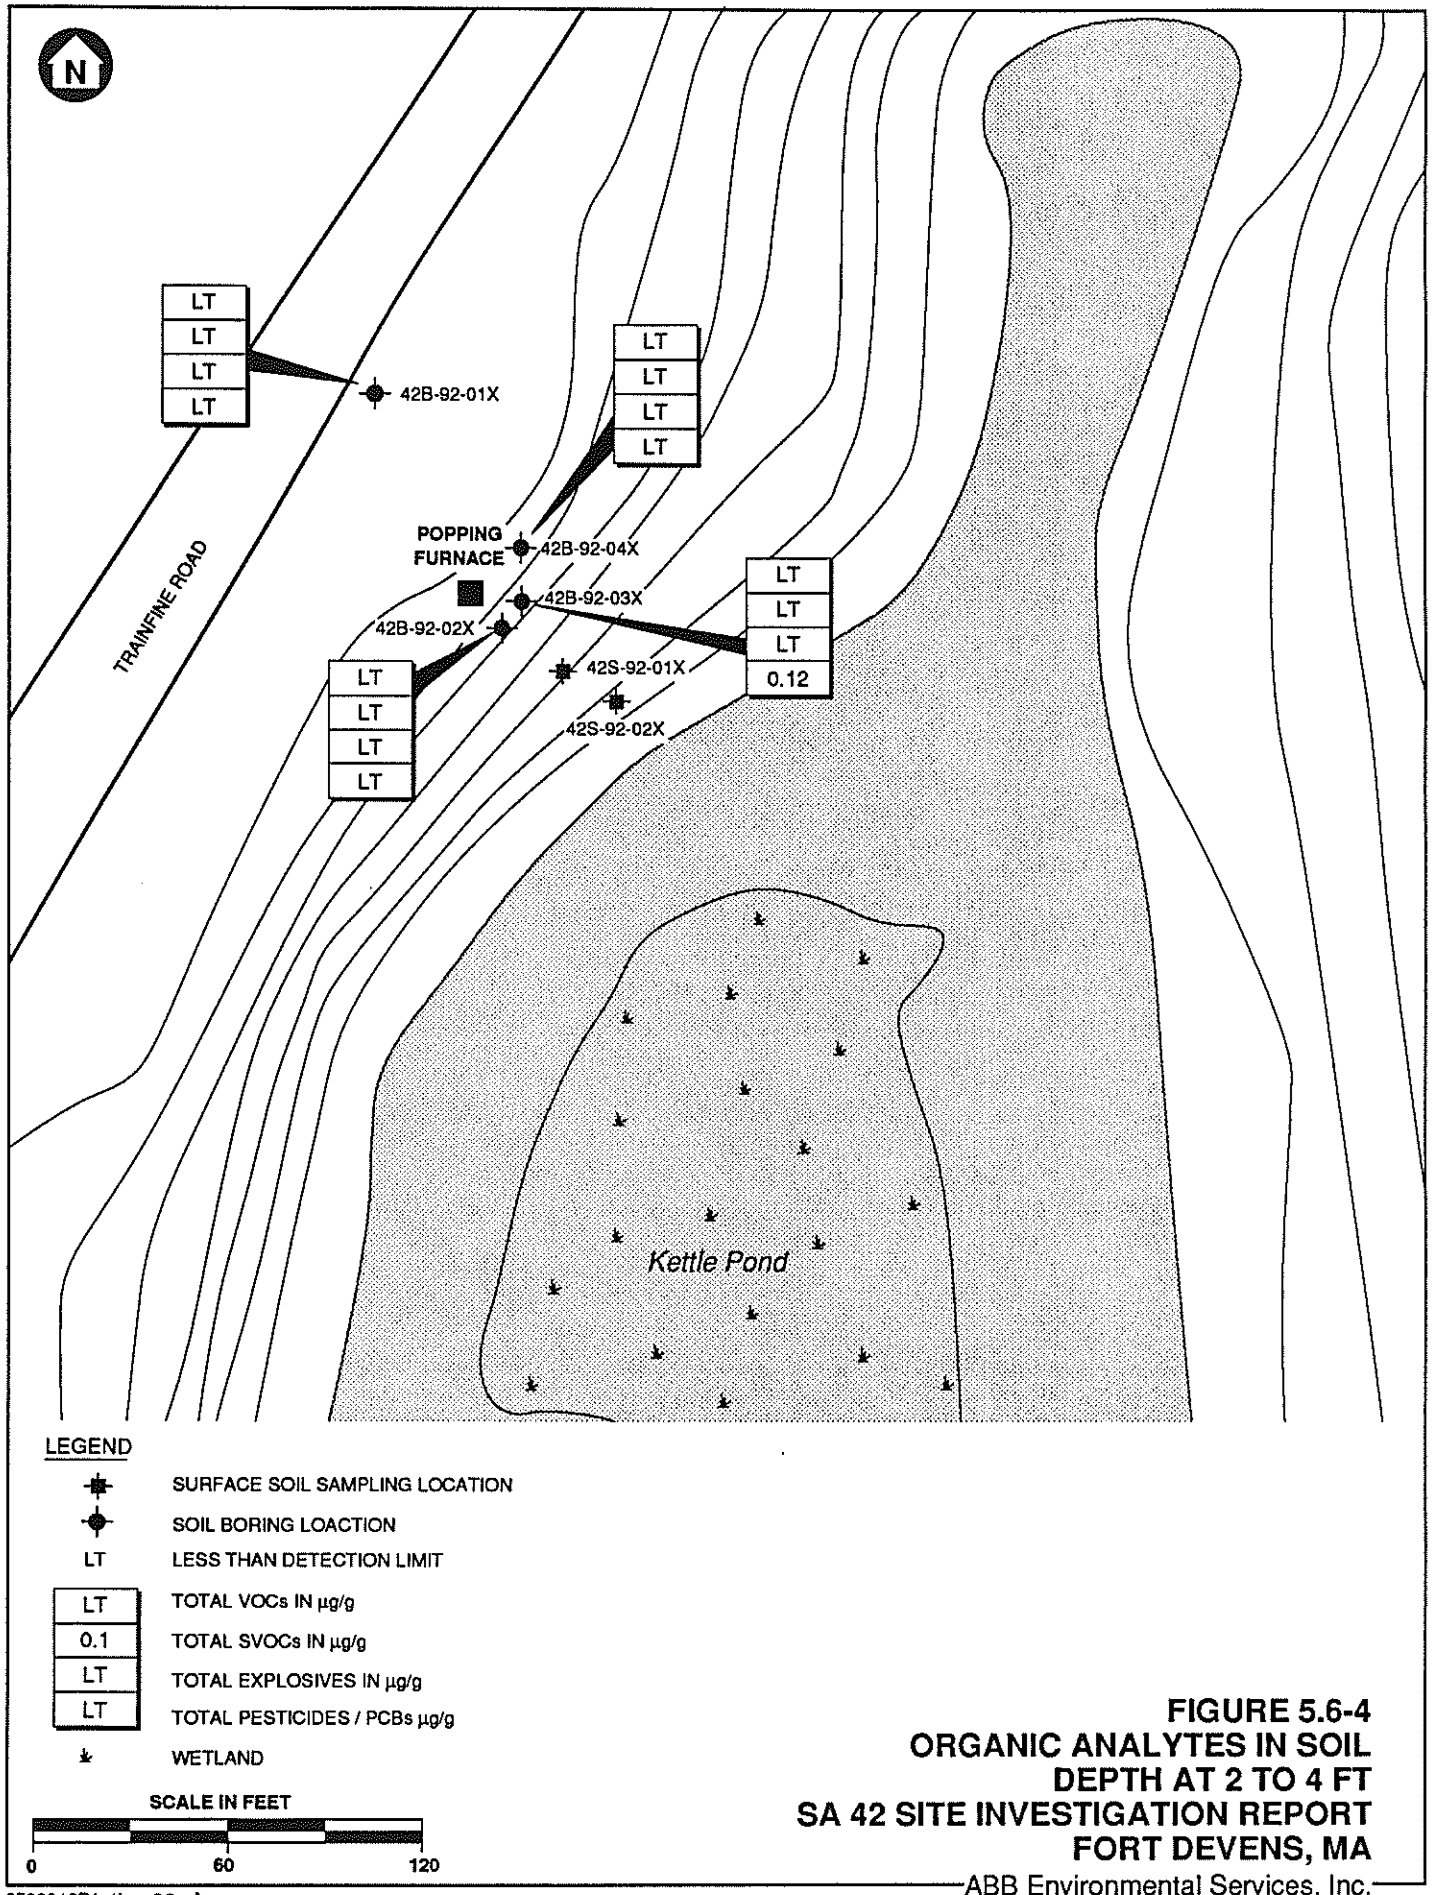 N
LT
LT
LT
LT
42B-92-01X
LT
LT
LT
LT
POPPING
FURNACE
42B-92-04X
TRAINFINE ROAD
42B-92-03X
42B-92-02X
LT
LT
LT
0.12
LT
LT
LT
LT
42S-92-01X
42S-92-02X
Kettle Pond
LEGEND
SURFACE SOIL SAMPLING LOCATION
SOIL BORING LOACTION
LT LESS THAN DETECTION LIMIT
LT TOTAL VOCs IN µg/g
0.1 TOTAL SVOCs IN µg/g
LT TOTAL EXPLOSIVES IN µg/g
LT TOTAL PESTICIDES / PCBs µg/g
WETLAND
SCALE IN FEET
0 60 120
FIGURE 5.6-4
ORGANIC ANALYTES IN SOIL
DEPTH AT 2 TO 4 FT
SA 42 SITE INVESTIGATION REPORT
FORT DEVENS, MA
ABB Environmental Services, Inc.